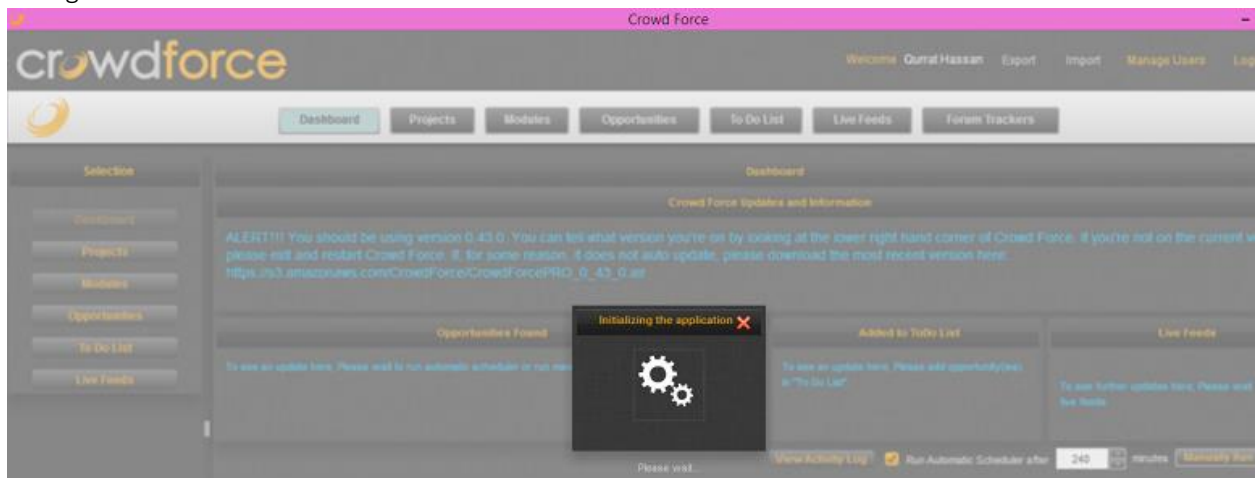 Crowd Force
crowdforce
Welcome Qurrat Hassan Export Import Manage Users Log
Dashboard Projects Modules Opportunities To Do List Live Feeds Forum Trackers
Selection
Dashboard
Projects
Modules
Opportunities
To Do List
Live Feeds
Dashboard
Crowd Force Updates and Information
ALERT!!! You should be using version 0.43.0. You can tell what version you're on by looking at the lower right hand corner of Crowd Force. If you're not on the current
please exit and restart Crowd Force. If, for some reason, it does not auto update, please download the most recent version here:
https://s3.amazonaws.com/CrowdForce/CrowdForcePRO_0_43_0.air
Opportunities Found
To see an update here, Please wait to run automatic scheduler or run
Initializing the application
Please wait...
Added to ToDo List
To see an update here, Please add opportunity(ies)
in "To Do List"
Live Feeds
To see further updates here, Please wait
live feeds
View Activity Log Run Automatic Scheduler after 240 minutes Manually Run